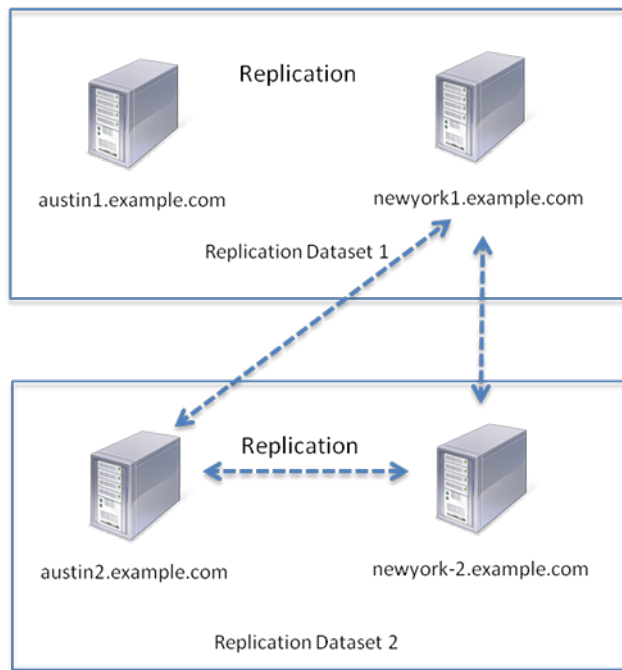 Replication
austin1.example.com
newyork1.example.com
Replication Dataset 1
Replication
austin2.example.com
newyork-2.example.com
Replication Dataset 2